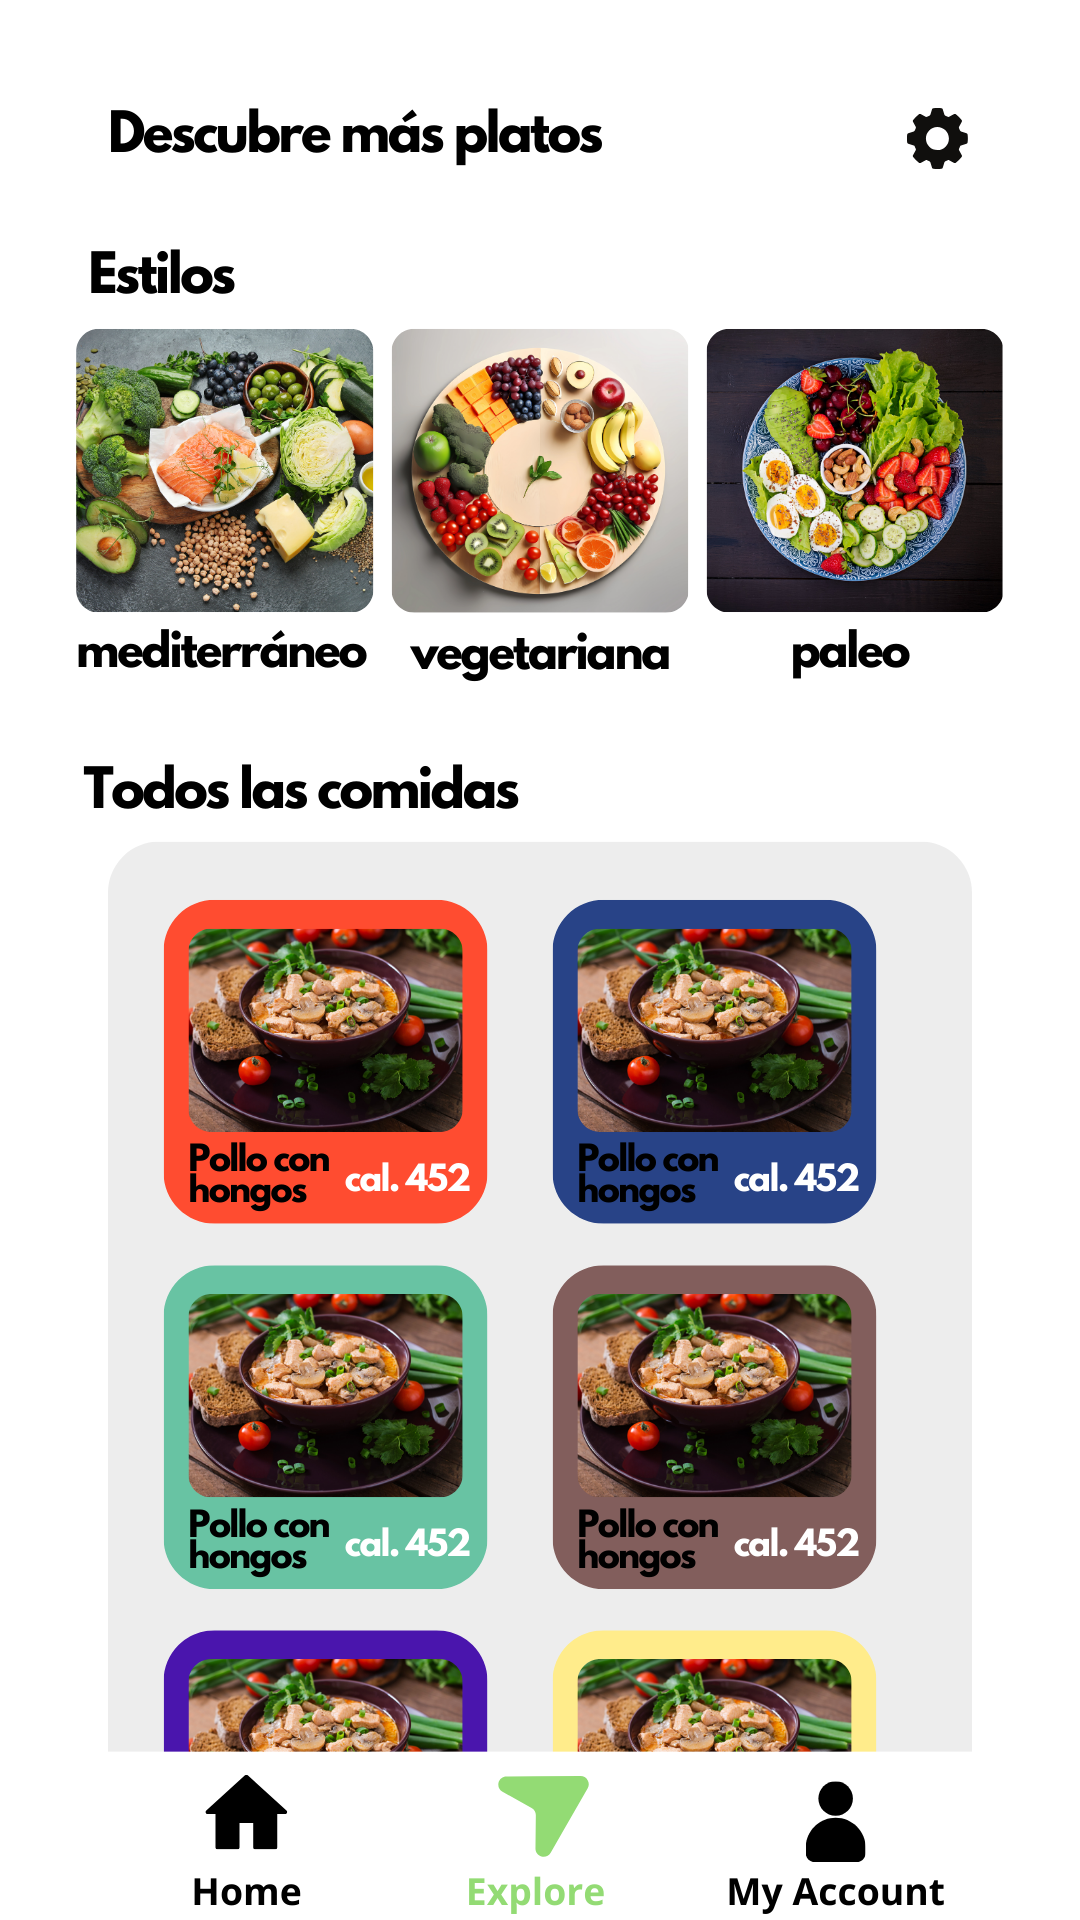 Descubre más platos
Estilos
mediterráneo
vegetariana
paleo
Todos las comidas
Pollo con
hongos
cal. 452
Pollo con
hongos
cal. 452
Pollo con
hongos
cal. 452
Pollo con
hongos
cal. 452
Home
Explore
My Account